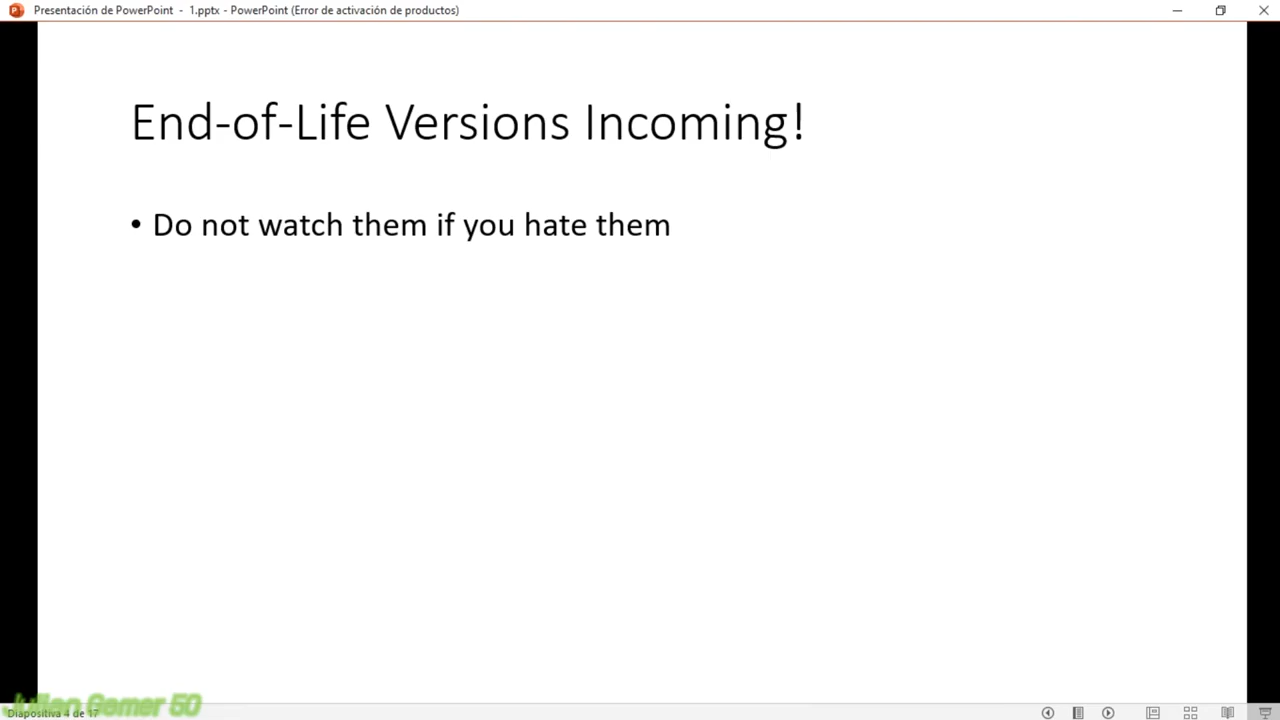 Presentación de PowerPoint - 1.pptx - PowerPoint (Error de activación de productos)
End-of-Life Versions Incoming!
• Do not watch them if you hate them
Julian Gamer 50
Diapositiva 4 de 17